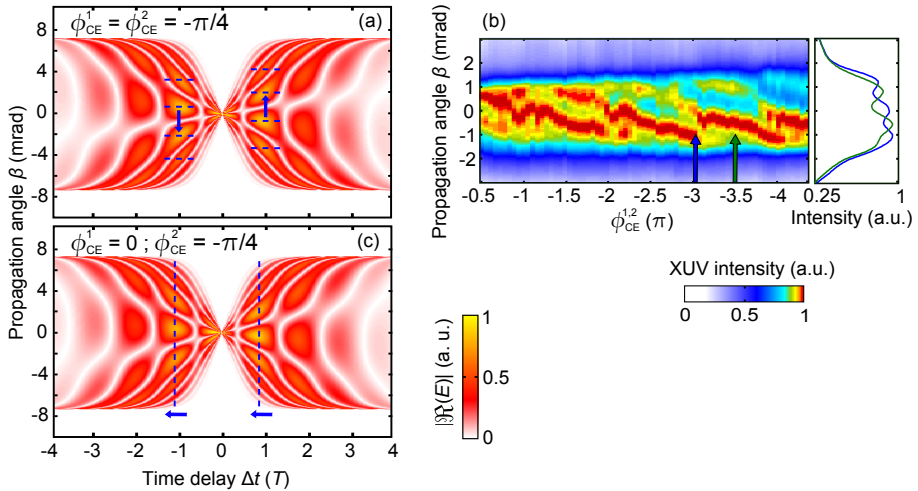 (a)
ϕ¹CE = ϕ²CE = -π/4
8
4
0
-4
-8
Propagation angle β (mrad)
(c)
ϕ¹CE = 0 ; ϕ²CE = -π/4
8
4
0
-4
-8
-4 -3 -2 -1 0 1 2 3 4
Time delay Δt (T)
(b)
Propagation angle β (mrad)
2
1
0
-1
-2
-0.5 -1 -1.5 -2 -2.5 -3 -3.5 -4
ϕ¹,²CE (π)
0.25 1
Intensity (a.u.)
XUV intensity (a.u.)
0 0.5 1
|ℜ(E)| (a. u.)
1
0.5
0